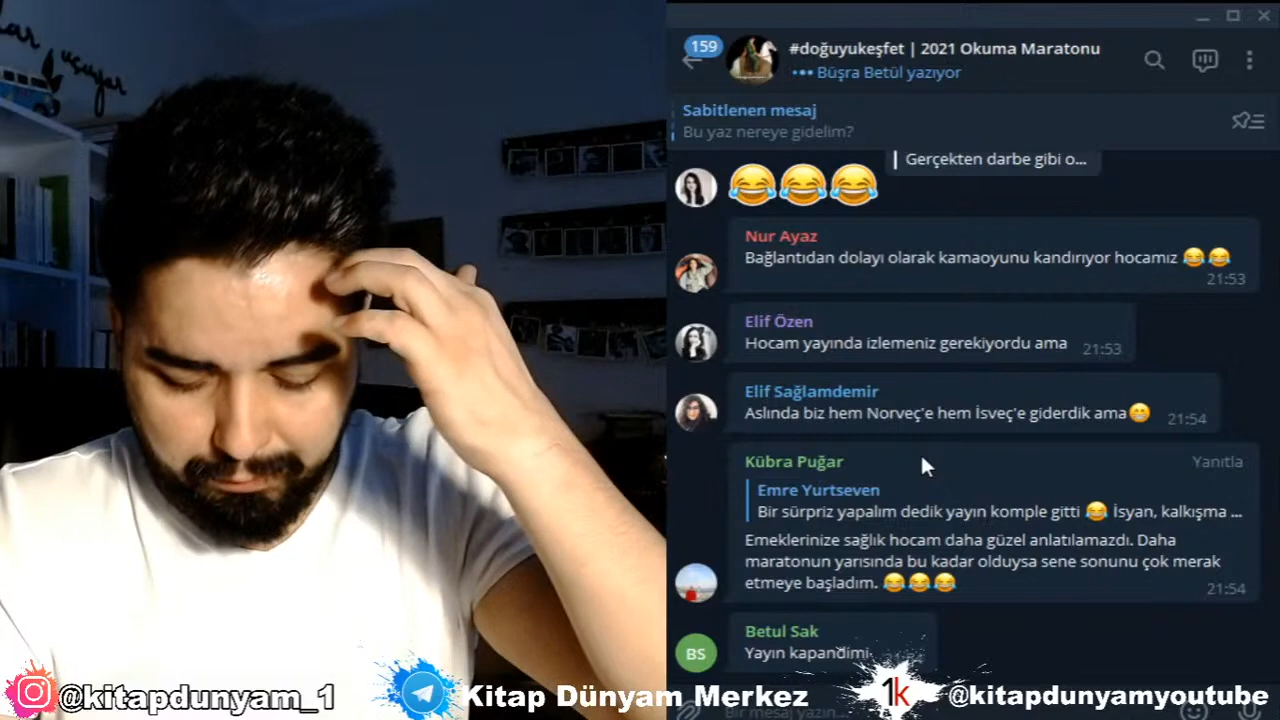 159
#doğuyukeşfet | 2021 Okuma Maratonu
Büşra Betül yazıyor
Sabitlenen mesaj
Bu yaz nereye gidelim?
Gerçekten darbe gibi o...
Nur Ayaz
Bağlantıdan dolayı olarak kamaoyunu kandırıyor hocamız 😂😂
21:53
Elif Özen
Hocam yayında izlemeniz gerekiyordu ama
21:53
Elif Sağlamdemir
Aslında biz hem Norveç'e hem İsveç'e giderdik ama😁
21:54
Kübra Puğar
Yanıtla
Emre Yurtseven
Bir sürpriz yapalım dedik yayın komple gitti 😂 İsyan, kalkışma ...
Emeklerinize sağlık hocam daha güzel anlatılamazdı. Daha
maratonun yarısında bu kadar olduysa sene sonunu çok merak
etmeye başladım. 😂😂😂
21:54
BS
Betul Sak
Yayın kapandimi
Bir mesaj yazın...
@kitapdunyam_1
Kitap Dünyam Merkez
1k
@kitapdunyamyoutube